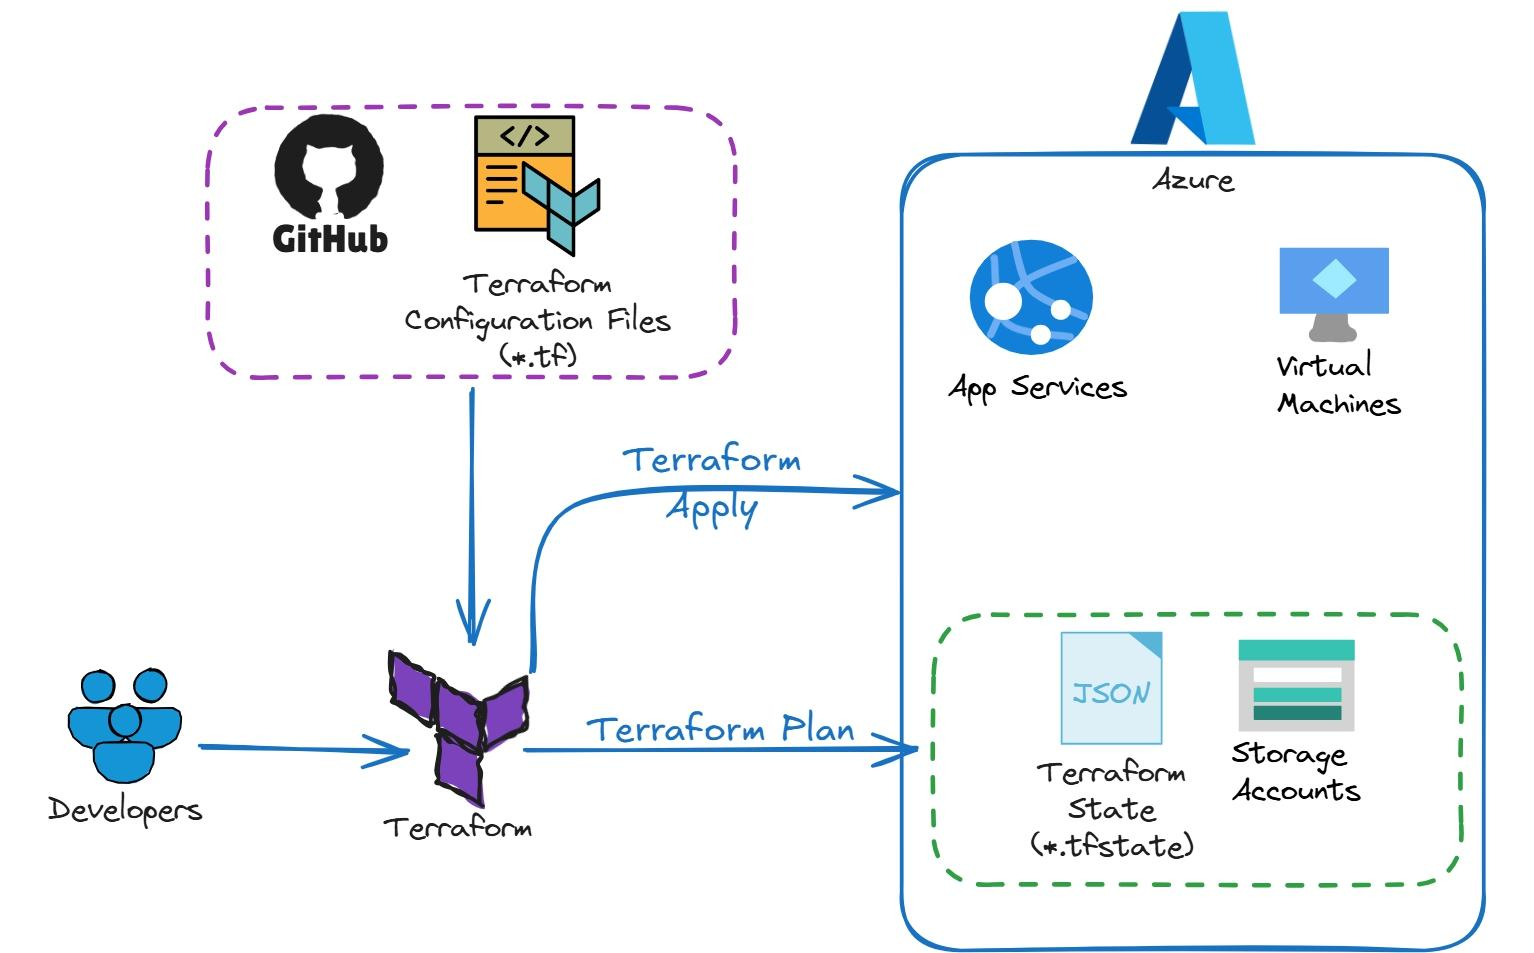 GitHub
</>
Terraform
Configuration Files
(*.tf)
Azure
App Services
Virtual
Machines
Terraform
Apply
Developers
Terraform
Terraform Plan
JSON
Terraform
State
(*.tfstate)
Storage
Accounts